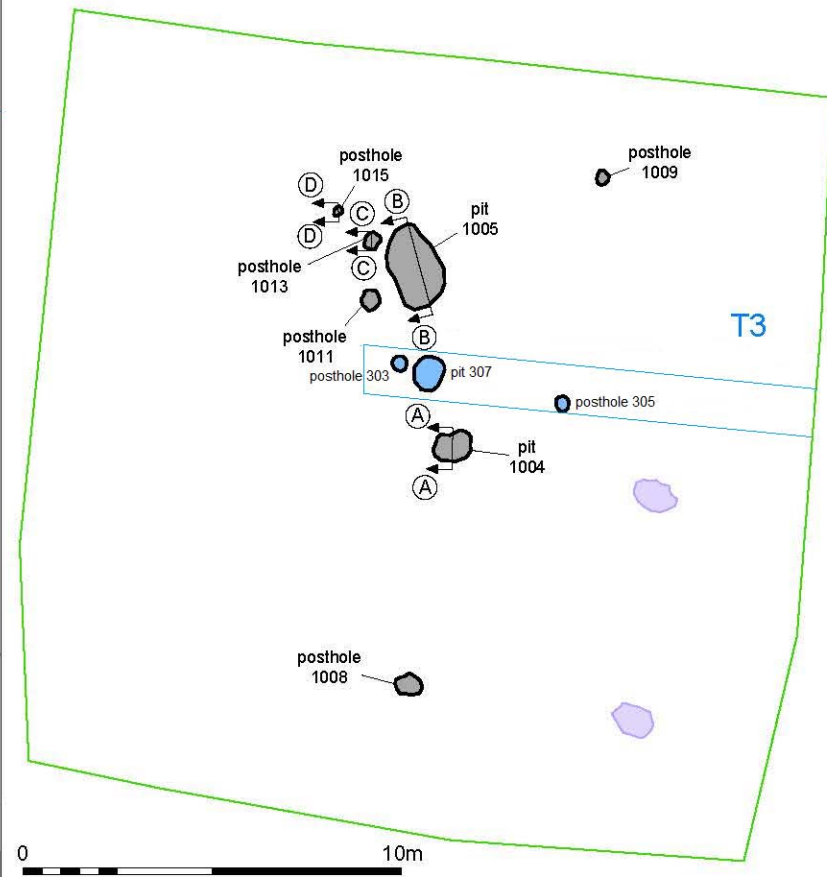 posthole
1015
posthole
1009
D
B
pit
1005
C
D
posthole
1013
C
T3
posthole
1011
B
posthole 303
pit 307
posthole 305
A
pit
1004
A
posthole
1008
0
10m